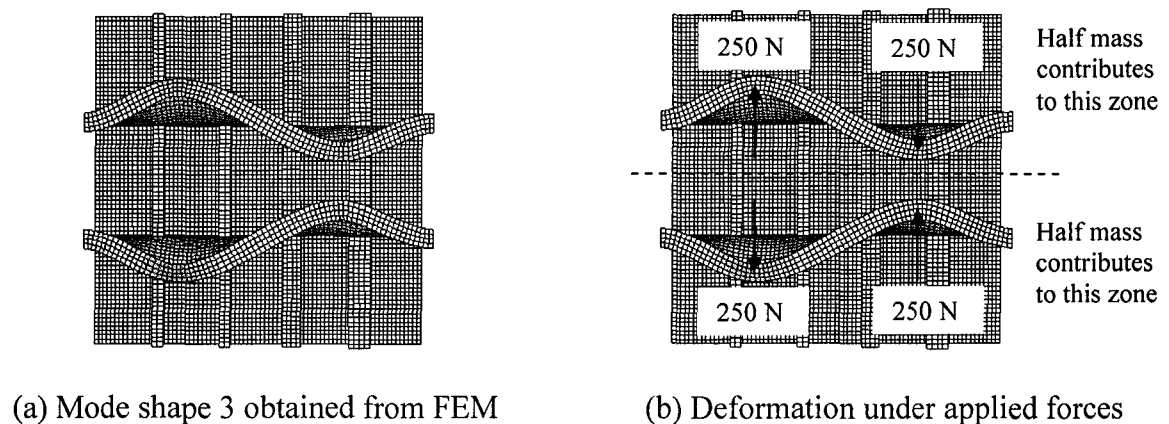 250 N
250 N
Half mass
contributes
to this zone
Half mass
contributes
to this zone
250 N
250 N
(a) Mode shape 3 obtained from FEM
(b) Deformation under applied forces